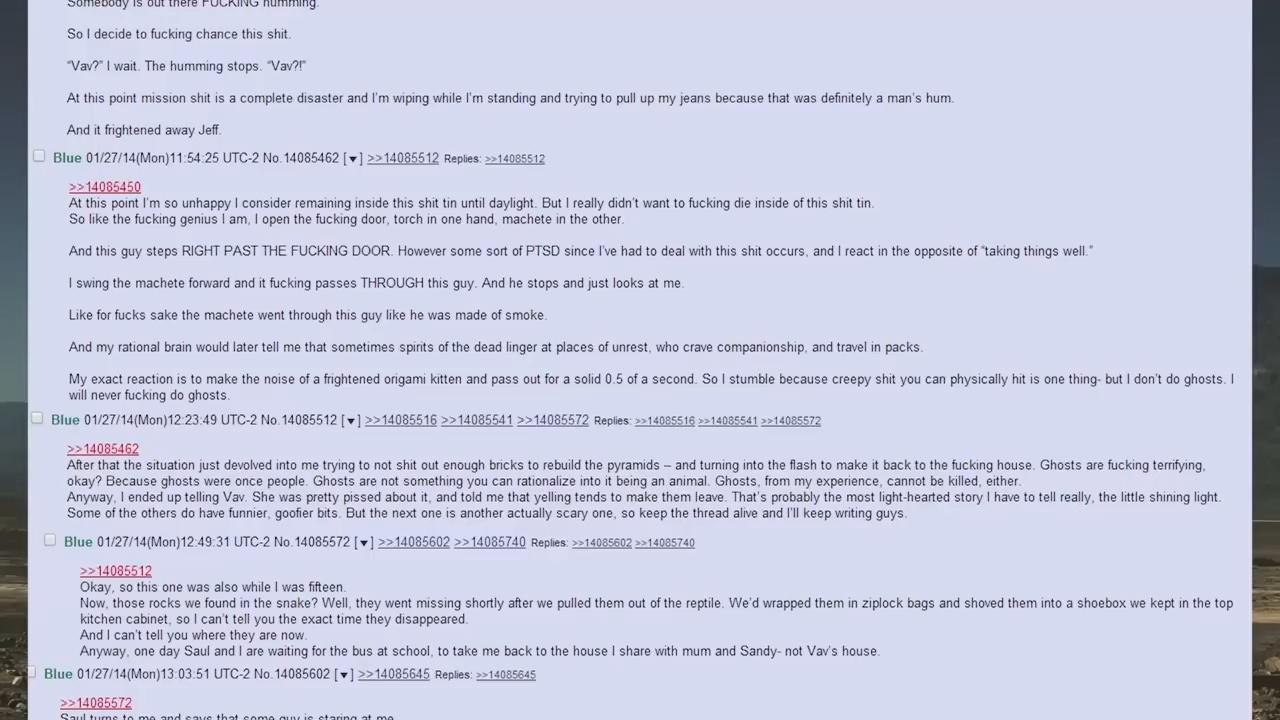 Somebody is out there FUCKING humming.
So I decide to fucking chance this shit.
“Vav?” I wait. The humming stops. “Vav?!”
At this point mission shit is a complete disaster and I’m wiping while I’m standing and trying to pull up my jeans because that was definitely a man’s hum.
And it frightened away Jeff.
Blue 01/27/14(Mon)11:54:25 UTC-2 No.14085462 [▼] >>14085512 Replies: >>14085512
>>14085450
At this point I’m so unhappy I consider remaining inside this shit tin until daylight. But I really didn’t want to fucking die inside of this shit tin.
So like the fucking genius I am, I open the fucking door, torch in one hand, machete in the other.
And this guy steps RIGHT PAST THE FUCKING DOOR. However some sort of PTSD since I’ve had to deal with this shit occurs, and I react in the opposite of “taking things well.”
I swing the machete forward and it fucking passes THROUGH this guy. And he stops and just looks at me.
Like for fucks sake the machete went through this guy like he was made of smoke.
And my rational brain would later tell me that sometimes spirits of the dead linger at places of unrest, who crave companionship, and travel in packs.
My exact reaction is to make the noise of a frightened origami kitten and pass out for a solid 0.5 of a second. So I stumble because creepy shit you can physically hit is one thing- but I don’t do ghosts. I
will never fucking do ghosts.
Blue 01/27/14(Mon)12:23:49 UTC-2 No.14085512 [▼] >>14085516 >>14085541 >>14085572 Replies: >>14085516 >>14085541 >>14085572
>>14085462
After that the situation just devolved into me trying to not shit out enough bricks to rebuild the pyramids – and turning into the flash to make it back to the fucking house. Ghosts are fucking terrifying,
okay? Because ghosts were once people. Ghosts are not something you can rationalize into it being an animal. Ghosts, from my experience, cannot be killed, either.
Anyway, I ended up telling Vav. She was pretty pissed about it, and told me that yelling tends to make them leave. That’s probably the most light-hearted story I have to tell really, the little shining light.
Some of the others do have funnier, goofier bits. But the next one is another actually scary one, so keep the thread alive and I’ll keep writing guys.
Blue 01/27/14(Mon)12:49:31 UTC-2 No.14085572 [▼] >>14085602 >>14085740 Replies: >>14085602 >>14085740
>>14085512
Okay, so this one was also while I was fifteen.
Now, those rocks we found in the snake? Well, they went missing shortly after we pulled them out of the reptile. We’d wrapped them in ziplock bags and shoved them into a shoebox we kept in the top
kitchen cabinet, so I can’t tell you the exact time they disappeared.
And I can’t tell you where they are now.
Anyway, one day Saul and I are waiting for the bus at school, to take me back to the house I share with mum and Sandy- not Vav’s house.
Blue 01/27/14(Mon)13:03:51 UTC-2 No.14085602 [▼] >>14085645 Replies: >>14085645
>>14085572
Saul turns to me and says that some guy is staring at me.